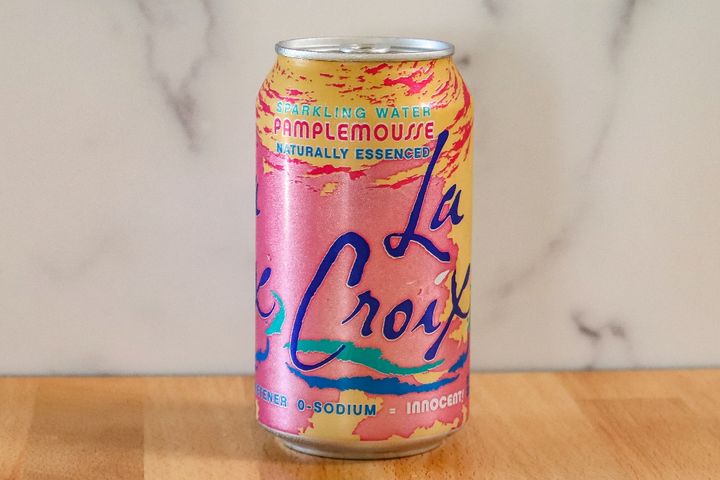 SPARKLING WATER
PAMPLEMOUSSE
NATURALLY ESSENCED
La
Croix
0-SODIUM = INNOCENT!